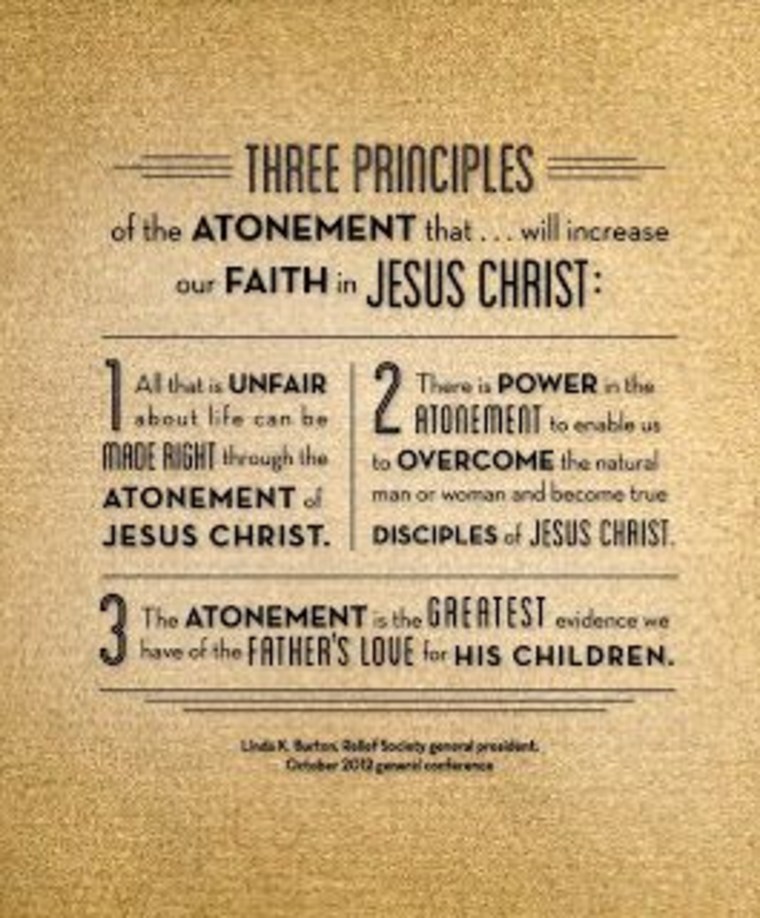 THREE PRINCIPLES
of the ATONEMENT that ... will increase
our FAITH in JESUS CHRIST:
1 All that is UNFAIR
about life can be
MADE RIGHT through the
ATONEMENT of
JESUS CHRIST.
2 There is POWER in the
ATONEMENT to enable us
to OVERCOME the natural
man or woman and become true
DISCIPLES of JESUS CHRIST.
3 The ATONEMENT is the GREATEST evidence we
have of the FATHER'S LOVE for HIS CHILDREN.
Linda K. Burton, Relief Society general president,
October 2012 general conference